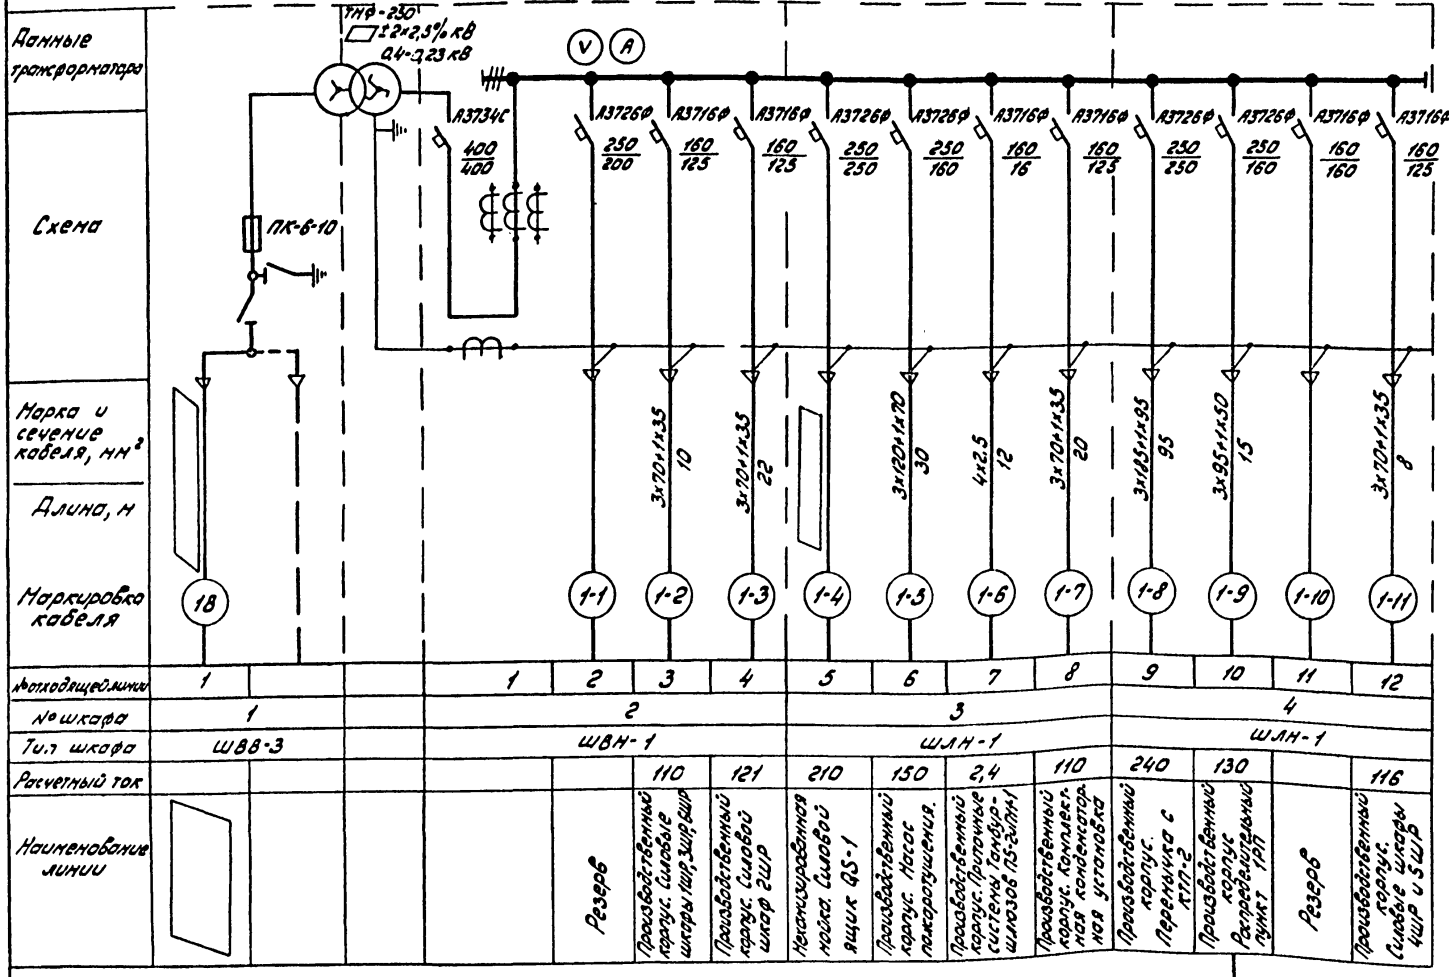 Данные
трансформатора
ТМФ-250
±2×2,5% кВ
0,4-0,23 кВ
V
A
А3734С
400
400
А3726Ф
250
200
А3716Ф
160
125
А3716Ф
160
125
А3726Ф
250
250
А3726Ф
250
160
А3716Ф
160
16
А3716Ф
160
125
А3726Ф
250
250
А3726Ф
250
160
А3716Ф
160
160
А3716Ф
160
125
Схема
ПК-6-10
Марка и
сечение
кабеля, мм²
3×70+1×35
3×70+1×35
3×120+1×70
4×2.5
3×70+1×35
3×185+1×95
3×95+1×50
3×70+1×35
Длина, м
10
22
30
12
20
95
15
8
Маркировка
кабеля
1В
1-1
1-2
1-3
1-4
1-5
1-6
1-7
1-8
1-9
1-10
1-11
№ отходящей линии
1
1
2
3
4
5
6
7
8
9
10
11
12
№ шкафа
1
2
3
4
Тип шкафа
ШВВ-3
ШВН-1
ШЛН-1
ШЛН-1
Расчетный ток
110
121
210
150
2,4
110
240
130
116
Наименование
линии
Резерв
Производственный
корпус. Силовые
шкафы 1ШР, 3ШР, 6ШР
Производственный
корпус. Силовой
шкаф 2ШР
Механизированная
мойка. Силовой
ящик QS-1
Производственный
корпус. Насос
пожаротушения.
Производственный
корпус. Приточные
системы тамбур-
шлюзов
Производственный
корпус. Комплект-
ная конденсатор-
ная установка
Производственный
корпус.
Перемычка с
КТП-2
Производственный
корпус
Распределительный
пункт 1РП
Резерв
Производственный
корпус.
Силовые шкафы
4ШР и 5ШР